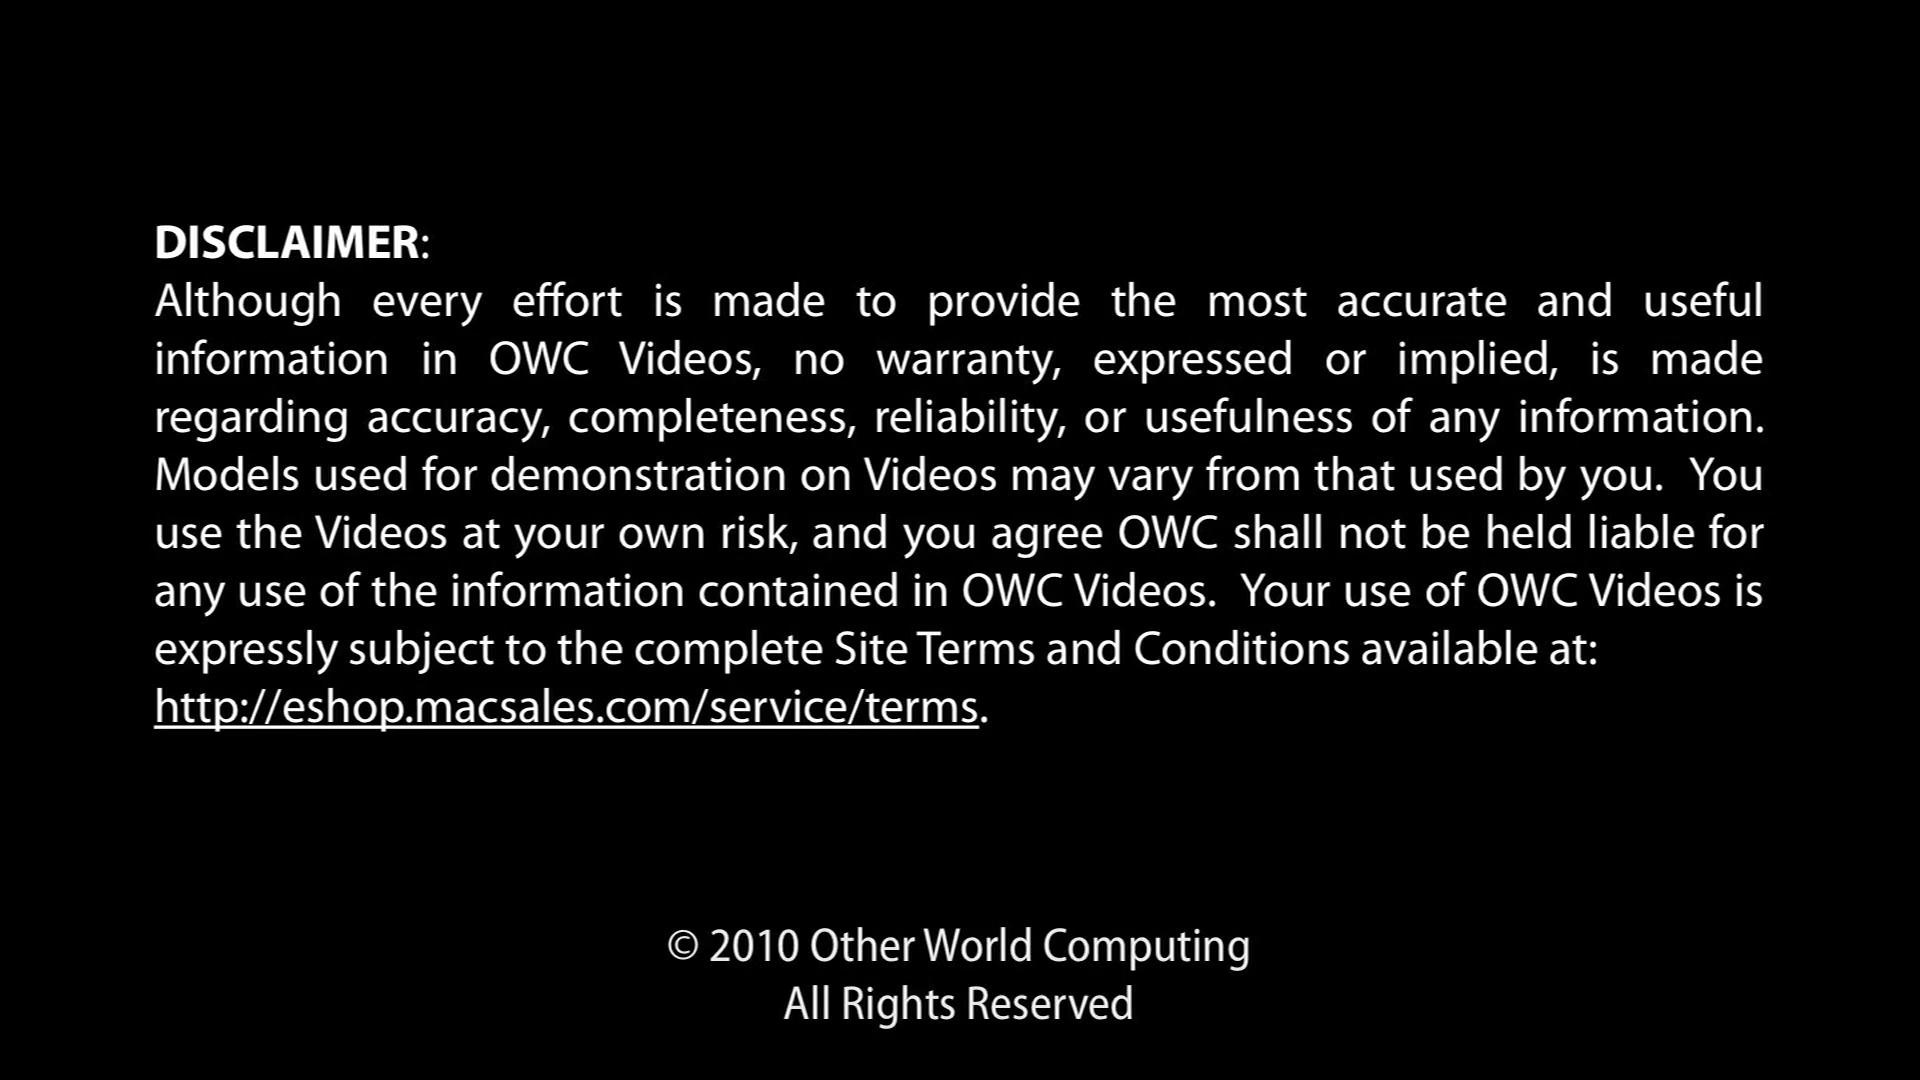 DISCLAIMER:
Although every effort is made to provide the most accurate and useful
information in OWC Videos, no warranty, expressed or implied, is made
regarding accuracy, completeness, reliability, or usefulness of any information.
Models used for demonstration on Videos may vary from that used by you.  You
use the Videos at your own risk, and you agree OWC shall not be held liable for
any use of the information contained in OWC Videos.  Your use of OWC Videos is
expressly subject to the complete Site Terms and Conditions available at:
http://eshop.macsales.com/service/terms.
© 2010 Other World Computing
All Rights Reserved